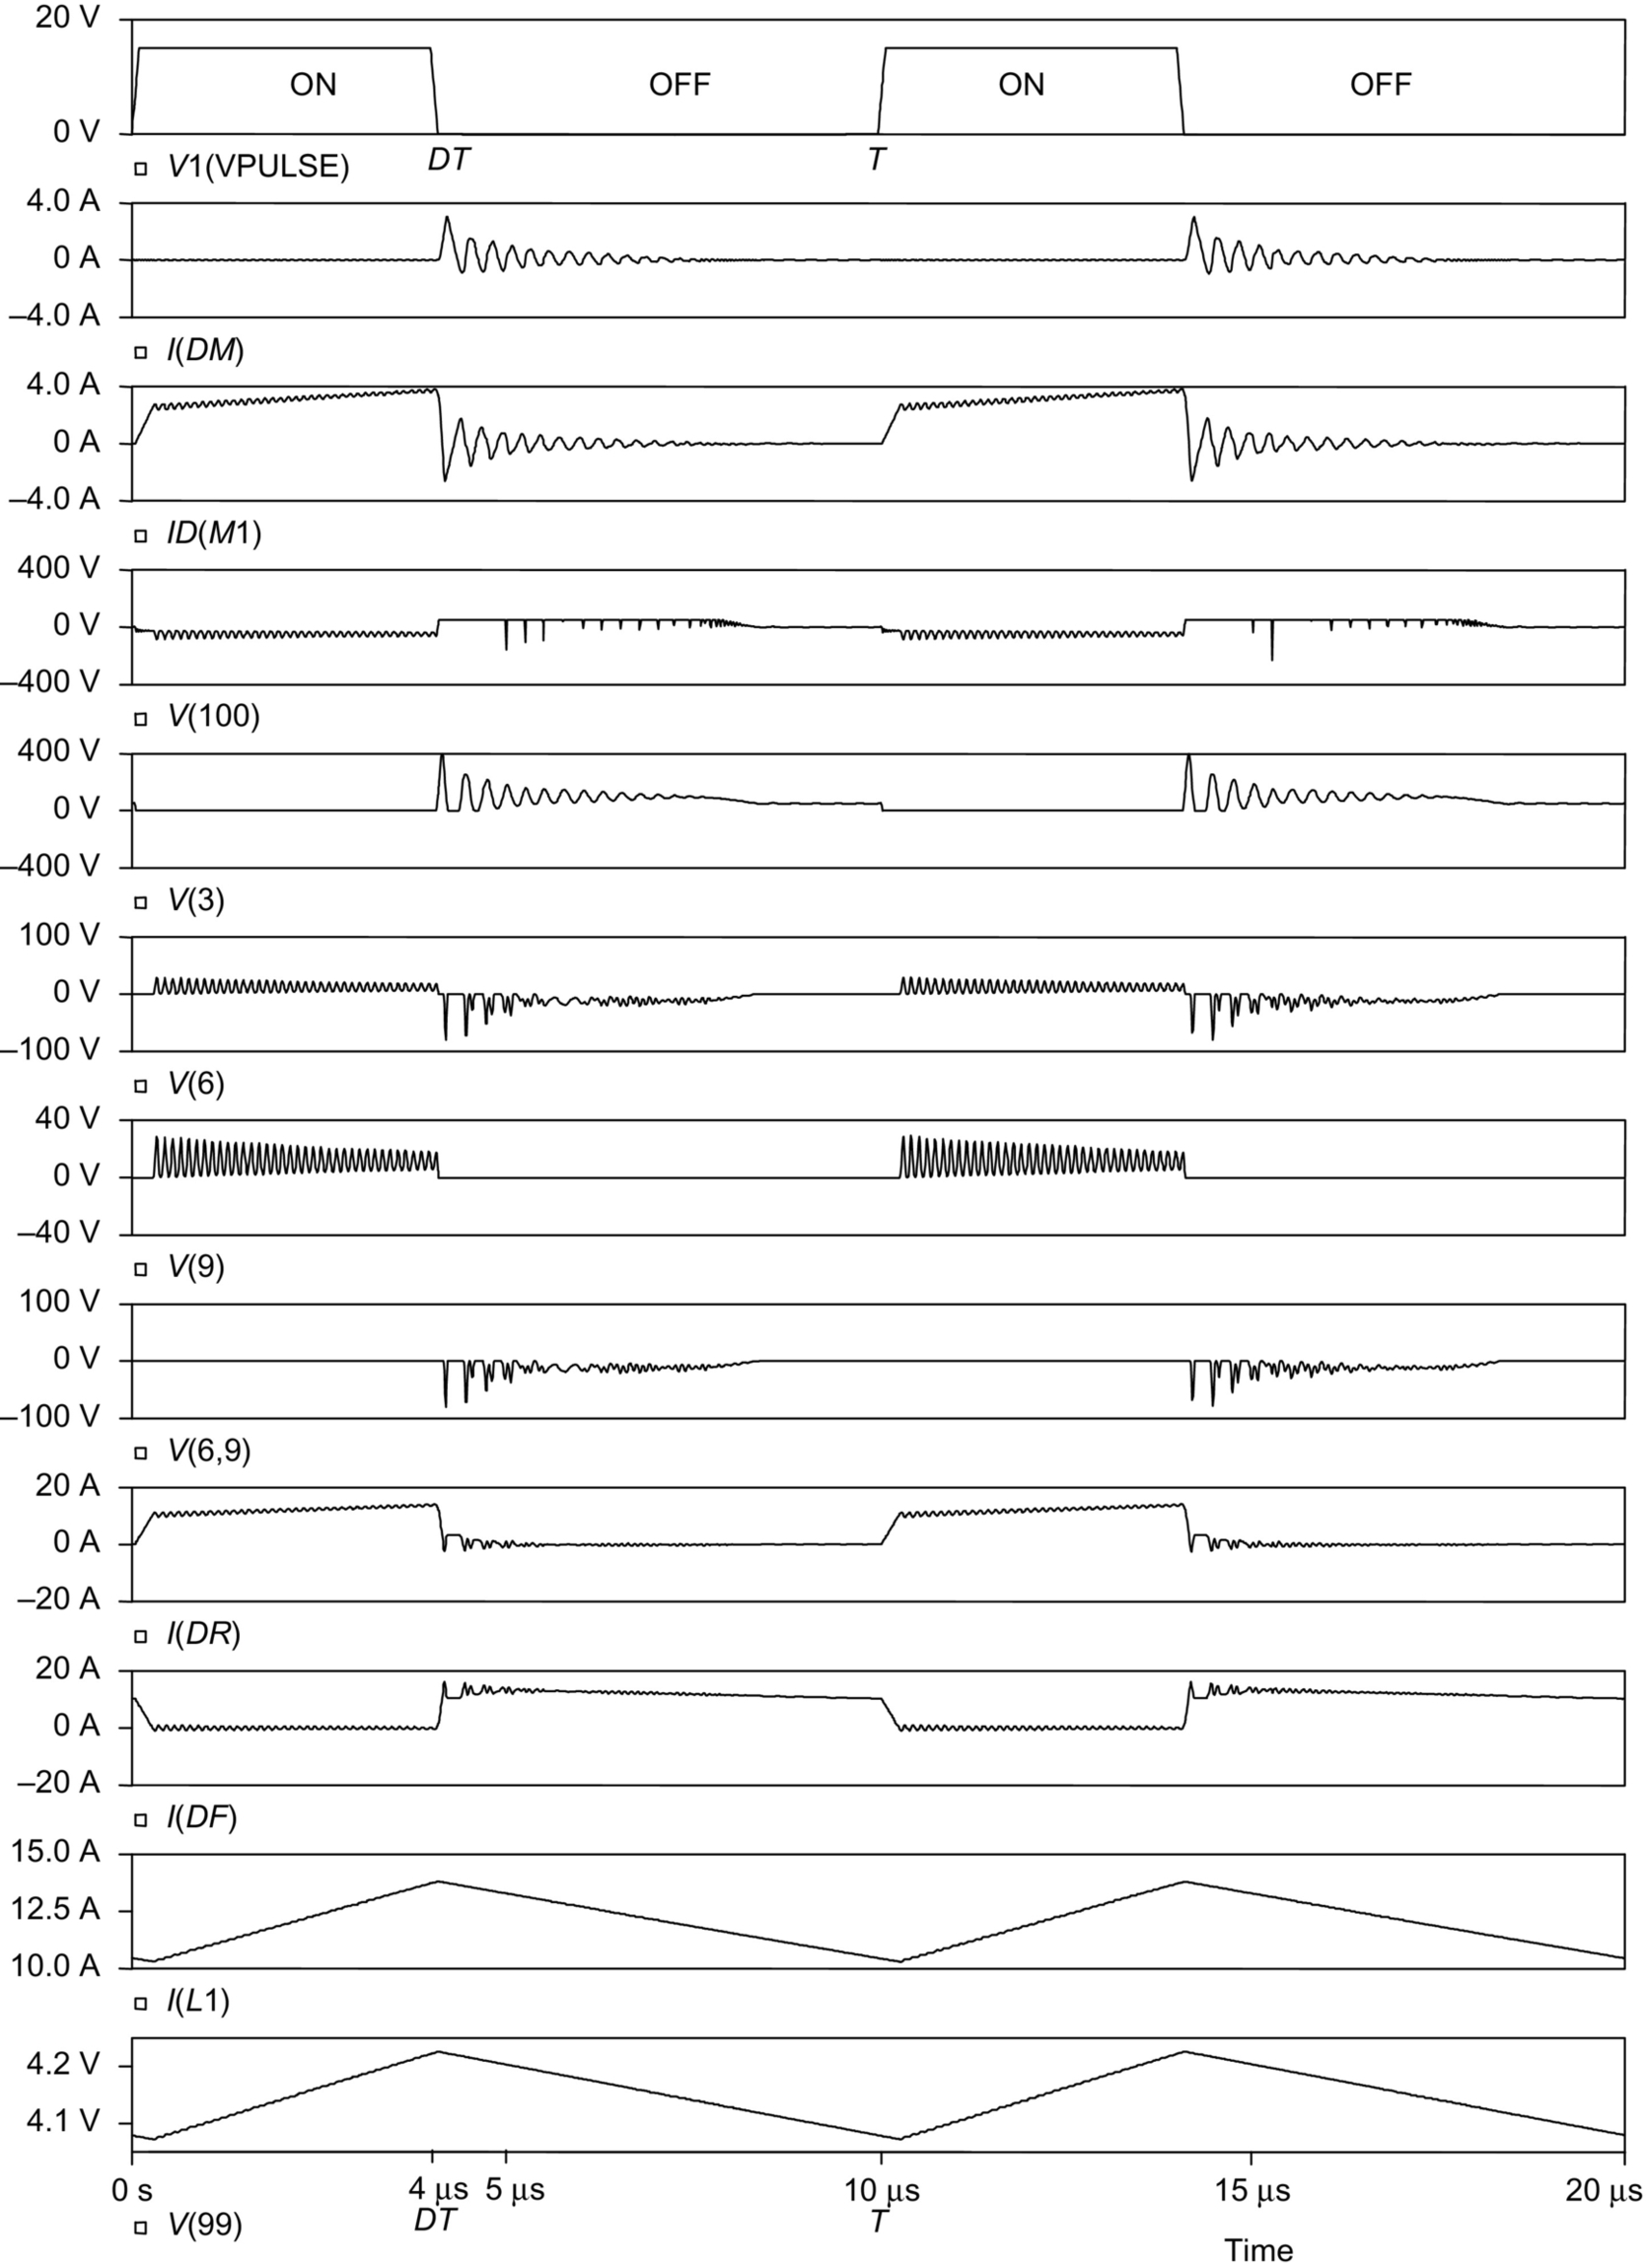 20 V
ON OFF ON OFF
0 V
DT T
□ V1(VPULSE)
4.0 A
0 A
–4.0 A
□ I(DM)
4.0 A
0 A
–4.0 A
□ ID(M1)
400 V
0 V
–400 V
□ V(100)
400 V
0 V
–400 V
□ V(3)
100 V
0 V
–100 V
□ V(6)
40 V
0 V
–40 V
□ V(9)
100 V
0 V
–100 V
□ V(6,9)
20 A
0 A
–20 A
□ I(DR)
20 A
0 A
–20 A
□ I(DF)
15.0 A
12.5 A
10.0 A
□ I(L1)
4.2 V
4.1 V
0 s 4 μs 5 μs 10 μs 15 μs 20 μs
DT T
□ V(99)
Time